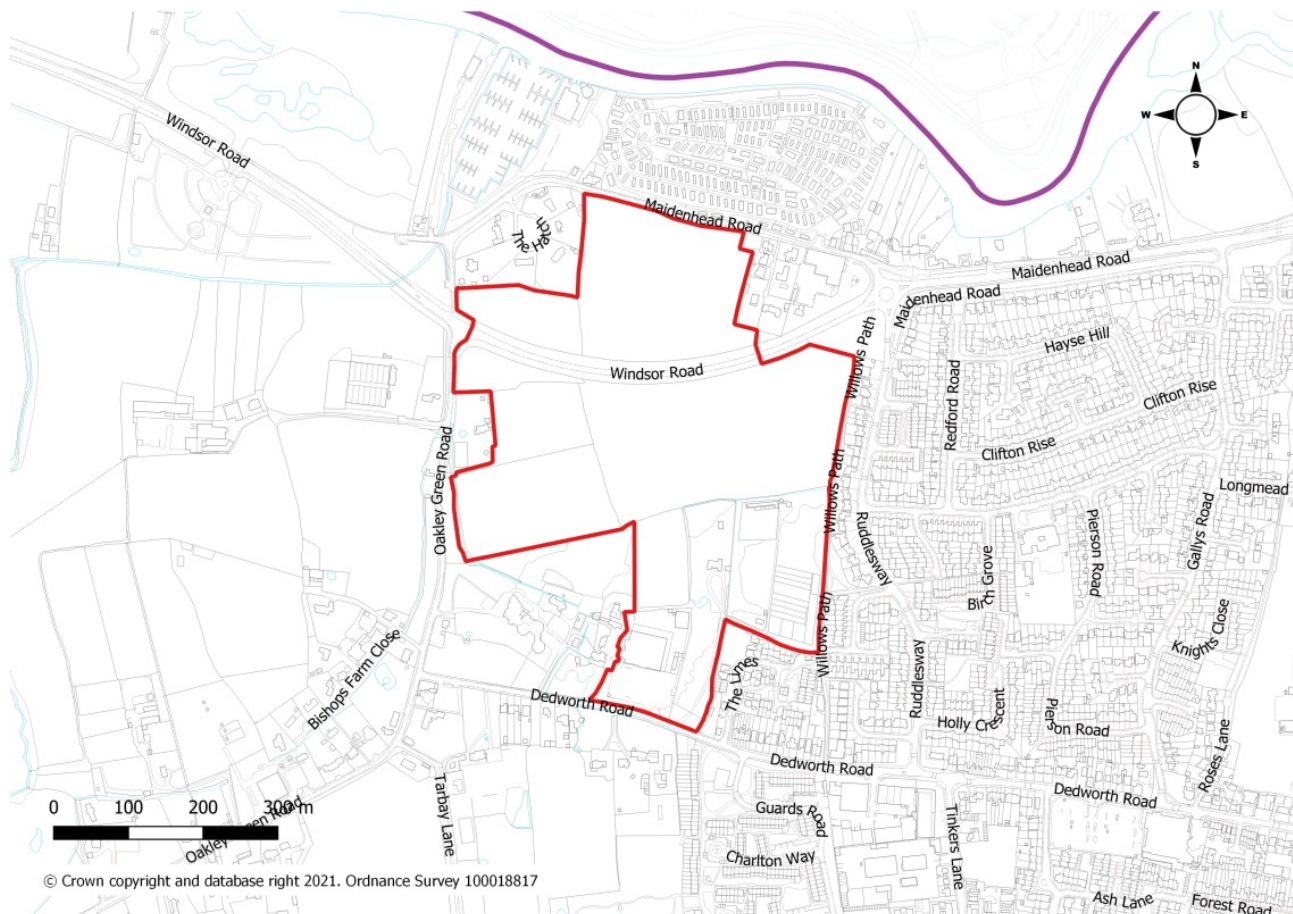 N
W E
S
Windsor Road
Maidenhead Road
The Hatch
Maidenhead Road
Maidenhead Road
Willows Path
Hayse Hill
Windsor Road
Redford Road
Clifton Rise
Clifton Rise
Oakley Green Road
Willows Path
Longmead
Pierson Road
Gallys Road
Ruddlesway
Birch Grove
Willows Path
Knights Close
Bishops Farm Close
The Limes
Ruddlesway
Dedworth Road
Holly Crescent
Pierson Road
Roses Lane
Dedworth Road
Dedworth Road
Tarbay Lane
Guards Road
Tinkers Lane
0 100 200 300 m
Oakley Green Road
Charlton Way
© Crown copyright and database right 2021. Ordnance Survey 100018817
Ash Lane
Forest Road